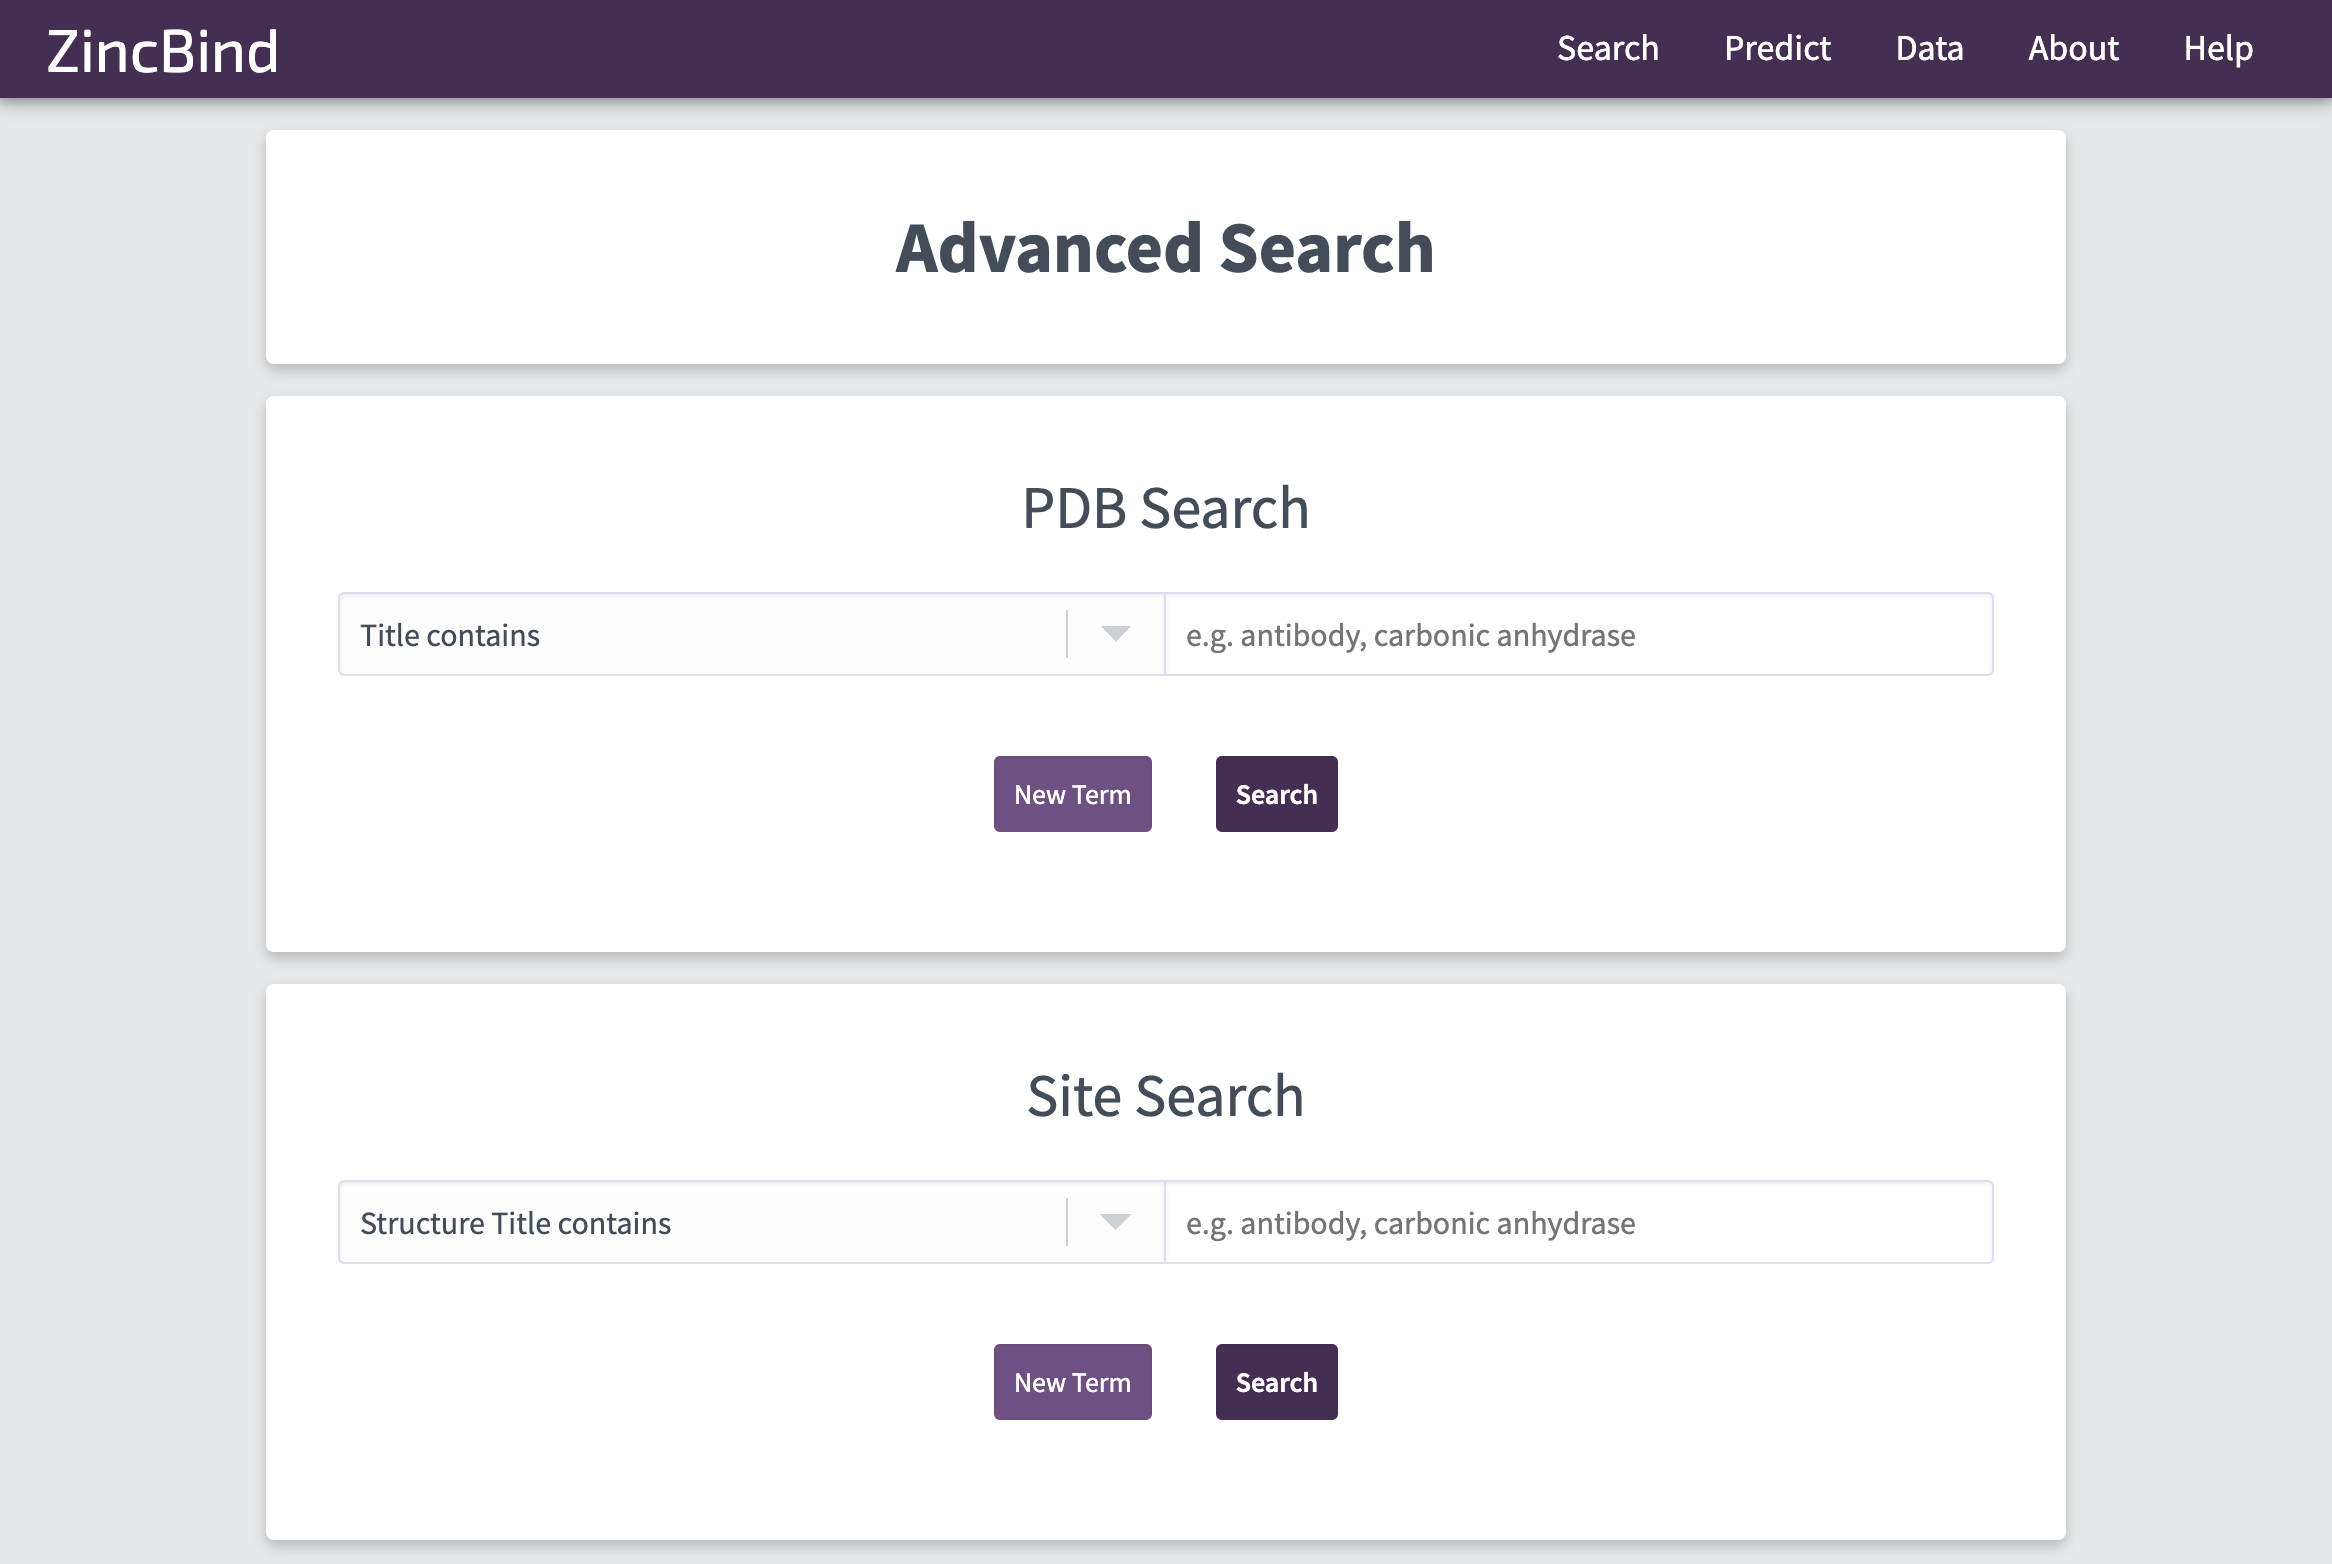 ZincBind
Search Predict Data About Help
Advanced Search
PDB Search
Title contains
e.g. antibody, carbonic anhydrase
New Term
Search
Site Search
Structure Title contains
e.g. antibody, carbonic anhydrase
New Term
Search